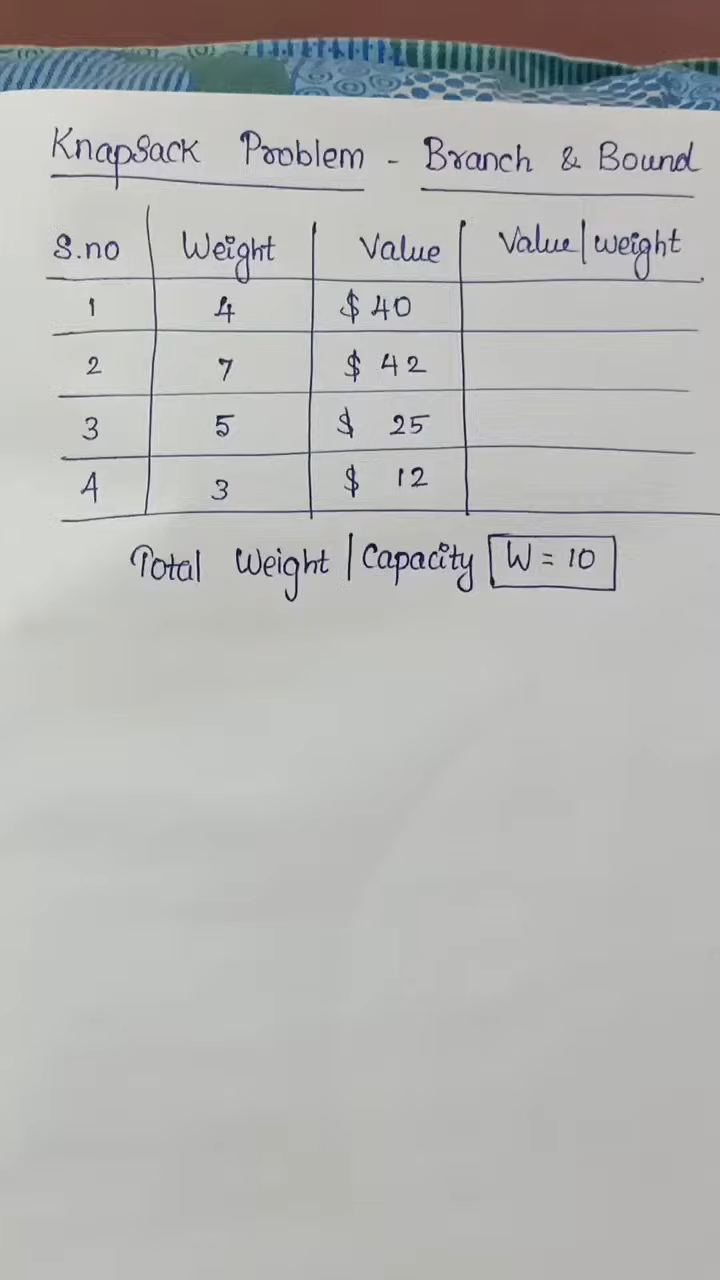 Knapsack Problem - Branch & Bound
S.no Weight Value Value | weight
1 4 $ 40
2 7 $ 42
3 5 $ 25
4 3 $ 12
Total Weight | Capacity W = 10